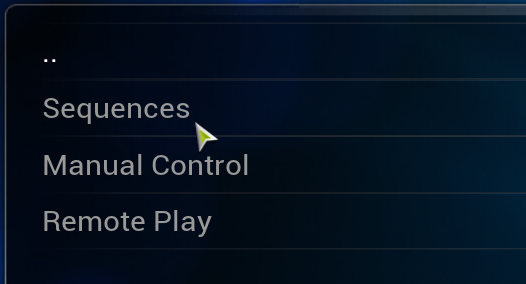 ..
Sequences
Manual Control
Remote Play